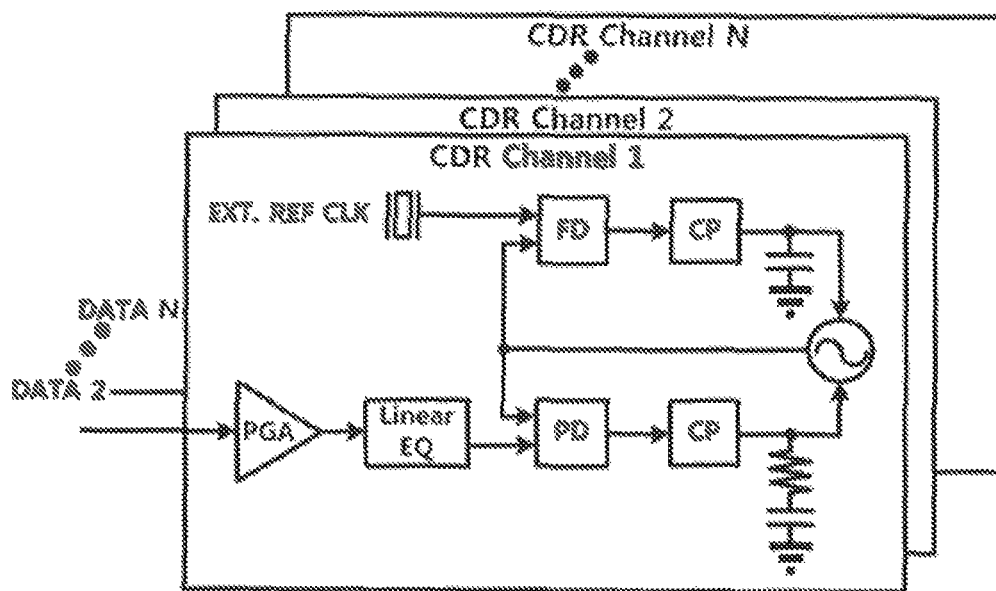 CDR Channel N
CDR Channel 2
CDR Channel 1
EXT. REF CLK
FD
CP
DATA N
DATA 2
PGA
Linear
EQ
PD
CP